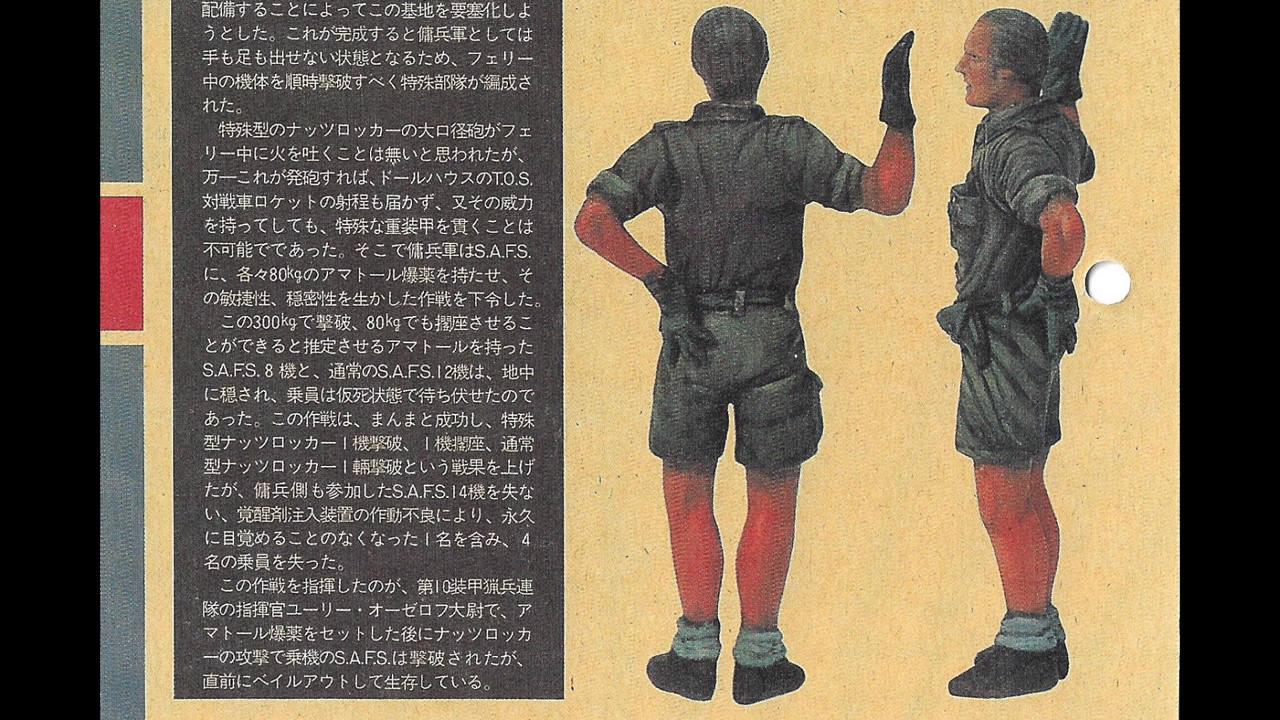 配備することによってこの基地を要塞化しよ
うとした。これが完成すると傭兵軍としては
手も足も出せない状態となるため、フェリー
中の機体を順時撃破すべく特殊部隊が編成さ
れた。
特殊型のナッツロッカーの大口径砲がフェ
リー中に火を吐くことは無いと思われたが、
万一これが発砲すれば、ドールハウスのT.O.S.
対戦車ロケットの射程も届かず、又その威力
を持ってしても、特殊な重装甲を貫くことは
不可能でであった。そこで傭兵軍はS.A.F.S.
に、各々80kgのアマトール爆薬を持たせ、そ
の敏捷性、穏密性を生かした作戦を下令した。
この300kgで撃破、80kgでも擱座させるこ
とができると推定させるアマトールを持った
S.A.F.S. 8 機と、通常のS.A.F.S.12機は、地中
に穏され、乗員は仮死状態で待ち伏せたので
あった。この作戦は、まんまと成功し、特殊
型ナッツロッカー1機撃破、1機擱座、通常
型ナッツロッカー1輛撃破という戦果を上げ
たが、傭兵側も参加したS.A.F.S.14機を失な
い、覚醒剤注入装置の作動不良により、永久
に目覚めることのなくなった1名を含み、4
名の乗員を失った。
この作戦を指揮したのが、第10装甲猟兵連
隊の指揮官ユーリー・オーゼロフ大尉で、ア
マトール爆薬をセットした後にナッツロッカ
ーの攻撃で乗機のS.A.F.S.は撃破されたが、
直前にベイルアウトして生存している。